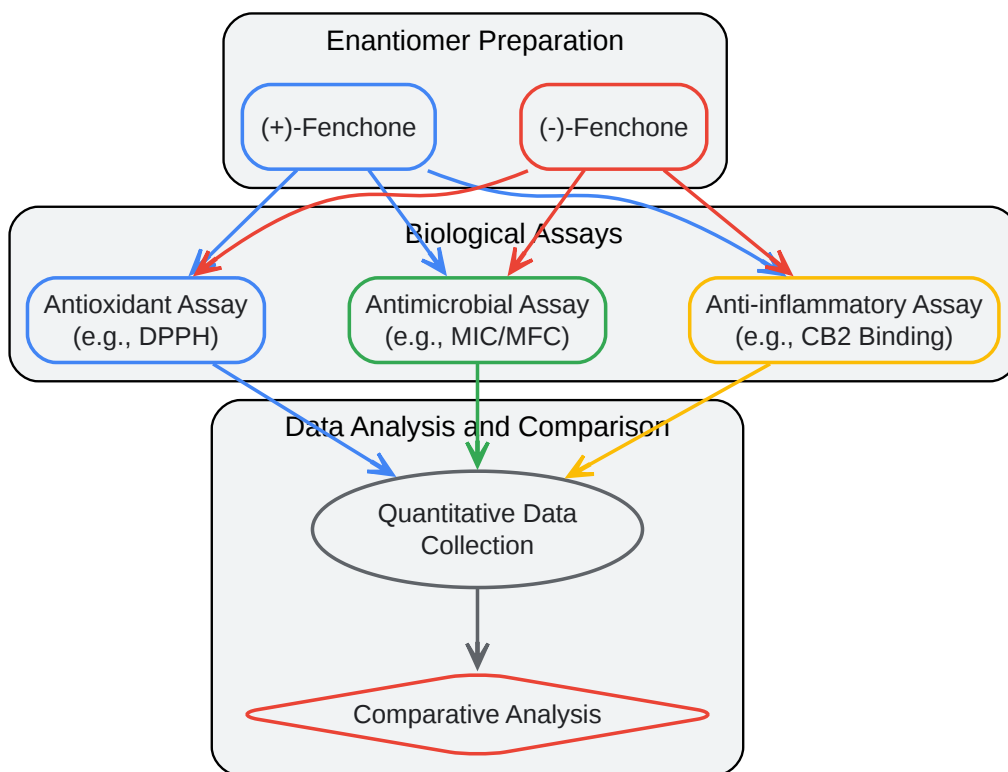 Enantiomer Preparation
(+)-Fenchone
(-)-Fenchone
Biological Assays
Antioxidant Assay
(e.g., DPPH)
Antimicrobial Assay
(e.g., MIC/MFC)
Anti-inflammatory Assay
(e.g., CB2 Binding)
Data Analysis and Comparison
Quantitative Data
Collection
Comparative Analysis